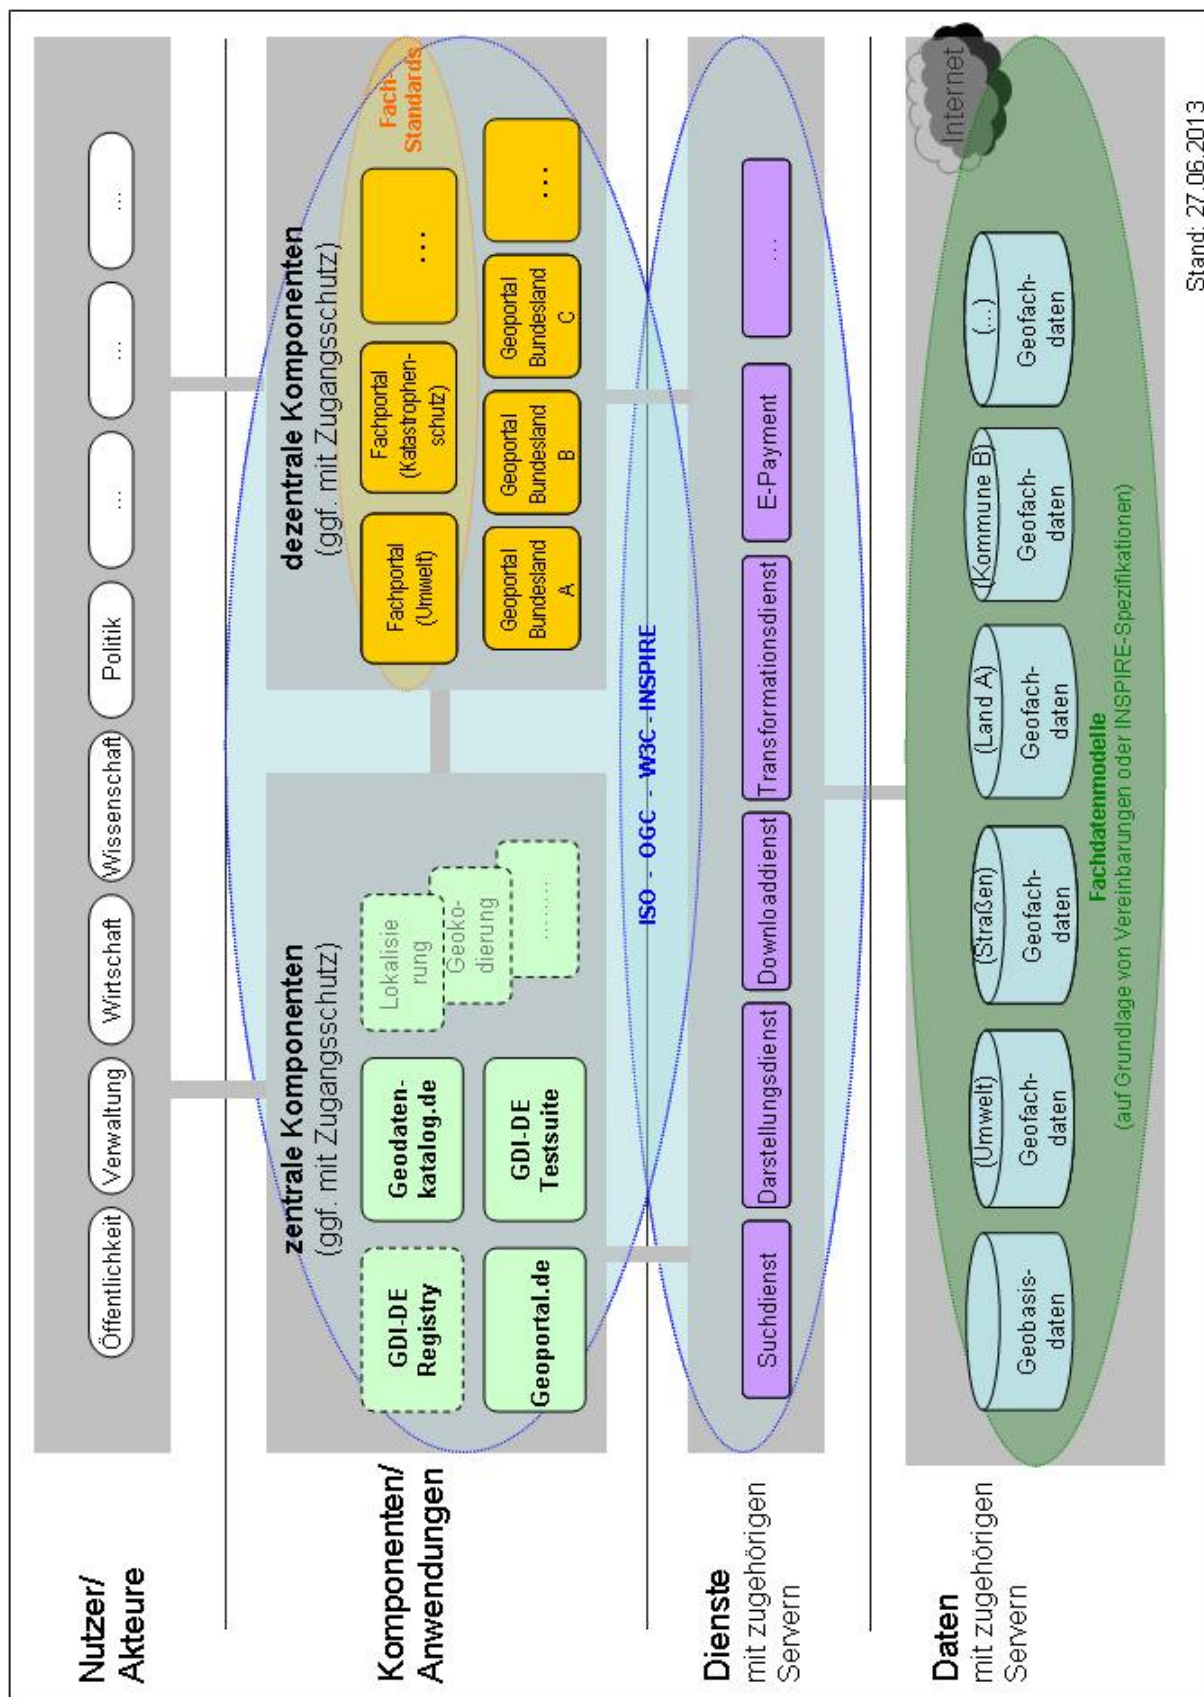 Nutzer/
Akteure
Öffentlichkeit
Verwaltung
Wirtschaft
Wissenschaft
Politik
...
...
...
Komponenten/
Anwendungen
zentrale Komponenten
(ggf. mit Zugangsschutz)
GDI-DE
Registry
Geodaten-
katalog.de
Lokalisie
rung
Geoko-
dierung
..........
Geoportal.de
GDI-DE
Testsuite
dezentrale Komponenten
(ggf. mit Zugangsschutz)
Fachportal
(Umwelt)
Fachportal
(Katastrophen-
schutz)
...
Fach-
Standards
Geoportal
Bundesland
A
Geoportal
Bundesland
B
Geoportal
Bundesland
C
...
ISO - OGC - W3C - INSPIRE
Dienste
mit zugehörigen
Servern
Suchdienst
Darstellungsdienst
Downloaddienst
Transformationsdienst
E-Payment
...
Daten
mit zugehörigen
Servern
Internet
Geobasis-
daten
(Umwelt)
Geofach-
daten
(Straßen)
Geofach-
daten
(Land A)
Geofach-
daten
(Kommune B)
Geofach-
daten
(...)
Geofach-
daten
Fachdatenmodelle
(auf Grundlage von Vereinbarungen oder INSPIRE-Spezifikationen)
Stand: 27.06.2013